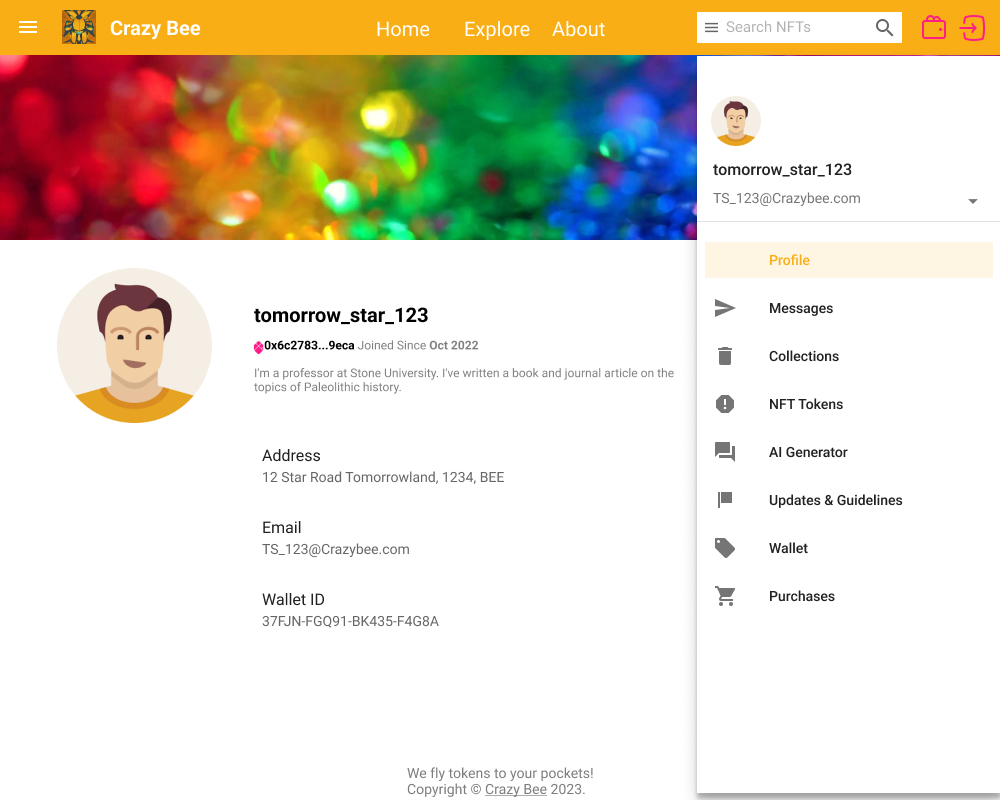 Crazy Bee
Home
Explore
About
Search NFTs
tomorrow_star_123
0x6c2783...9eca Joined Since Oct 2022
I'm a professor at Stone University. I've written a book and journal article on the
topics of Paleolithic history.
Address
12 Star Road Tomorrowland, 1234, BEE
Email
TS_123@Crazybee.com
Wallet ID
37FJN-FGQ91-BK435-F4G8A
tomorrow_star_123
TS_123@Crazybee.com
Profile
Messages
Collections
NFT Tokens
AI Generator
Updates & Guidelines
Wallet
Purchases
We fly tokens to your pockets!
Copyright © Crazy Bee 2023.